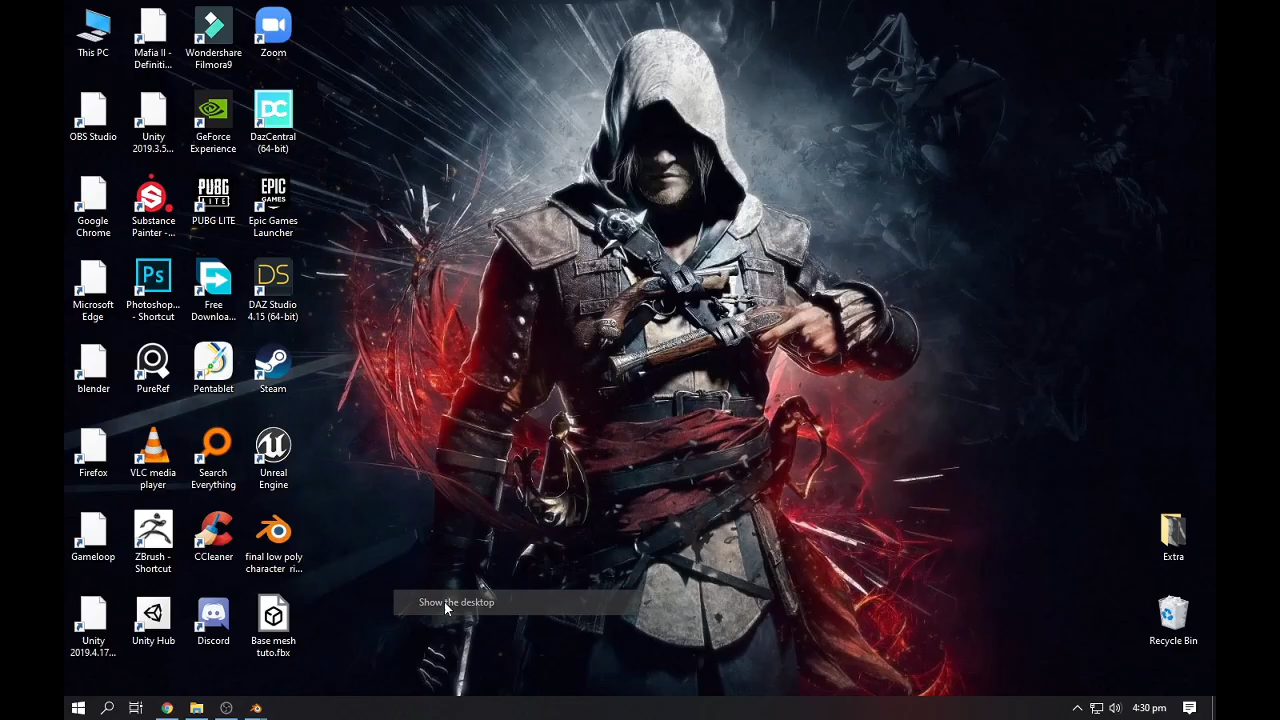 This PC
Mafia II -
Definiti...
Wondershare
Filmora9
Zoom
OBS Studio
Unity
2019.3.5...
GeForce
Experience
DC
DazCentral
(64-bit)
Google
Chrome
Substance
Painter -...
PUBG
LITE
PUBG LITE
EPIC
GAMES
Epic Games
Launcher
Microsoft
Edge
Ps
Photoshop...
- Shortcut
Free
Downloa...
DS
DAZ Studio
4.15 (64-bit)
blender
PureRef
Pentablet
Steam
Firefox
VLC media
player
Search
Everything
Unreal
Engine
Gameloop
ZBrush -
Shortcut
CCleaner
final low poly
character ri...
Unity
2019.4.17...
Unity Hub
Discord
Base mesh
tuto.fbx
Show the desktop
Extra
Recycle Bin
4:30 pm